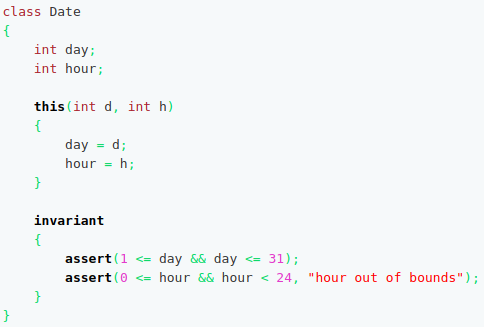 class Date
{
    int day;
    int hour;

    this(int d, int h)
    {
        day = d;
        hour = h;
    }

    invariant
    {
        assert(1 <= day && day <= 31);
        assert(0 <= hour && hour < 24, "hour out of bounds");
    }
}